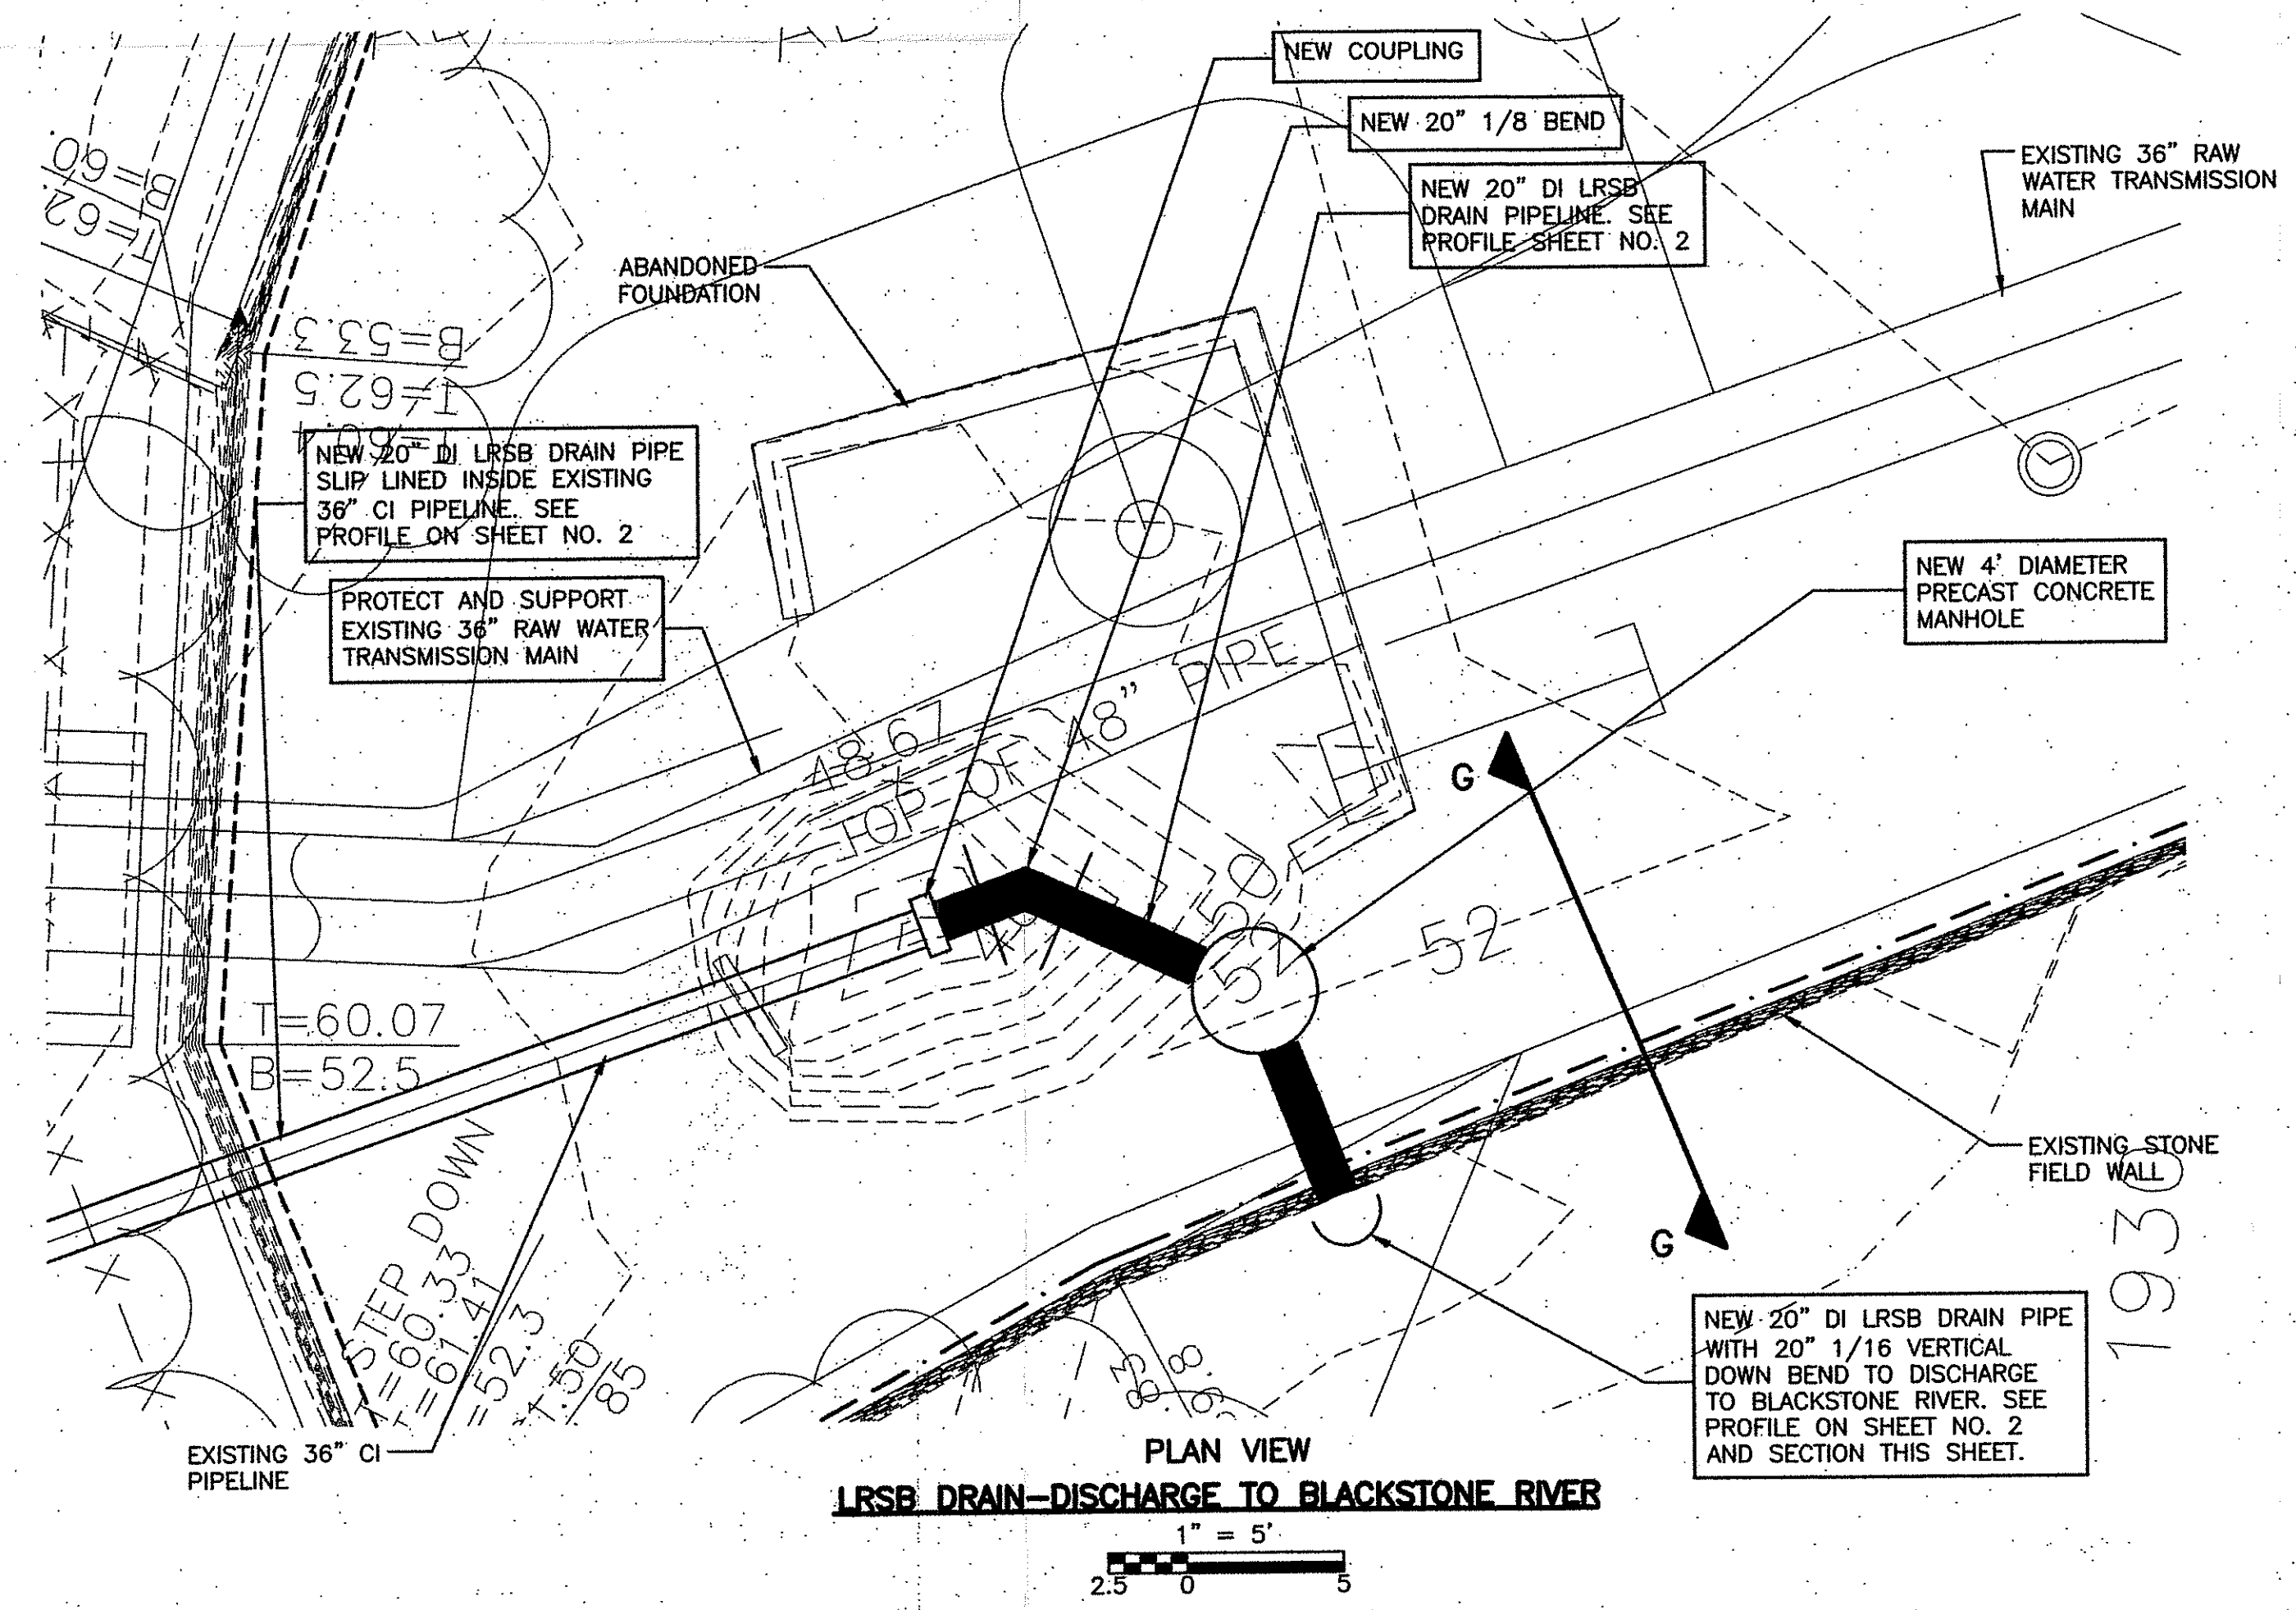 NEW COUPLING
NEW 20" 1/8 BEND
NEW 20" DI LRSB
DRAIN PIPELINE. SEE
PROFILE SHEET NO. 2
EXISTING 36" RAW
WATER TRANSMISSION
MAIN
B=60.
T=62.
ABANDONED
FOUNDATION
B=53.3
T=62.5
NEW 20" DI LRSB DRAIN PIPE
SLIP LINED INSIDE EXISTING
36" CI PIPELINE. SEE
PROFILE ON SHEET NO. 2
PROTECT AND SUPPORT
EXISTING 36" RAW WATER
TRANSMISSION MAIN
NEW 4' DIAMETER
PRECAST CONCRETE
MANHOLE
48.67
TOP OF 48" PIPE
G
50
52
52
T=60.07
B=52.5
STEP DOWN
T=60.33
T=61.41
=52.3
T.50
85
EXISTING STONE
FIELD WALL
1930
G
83
8.9
NEW 20" DI LRSB DRAIN PIPE
WITH 20" 1/16 VERTICAL
DOWN BEND TO DISCHARGE
TO BLACKSTONE RIVER. SEE
PROFILE ON SHEET NO. 2
AND SECTION THIS SHEET.
EXISTING 36" CI
PIPELINE
PLAN VIEW
LRSB DRAIN-DISCHARGE TO BLACKSTONE RIVER
1" = 5'
2.5 0 5